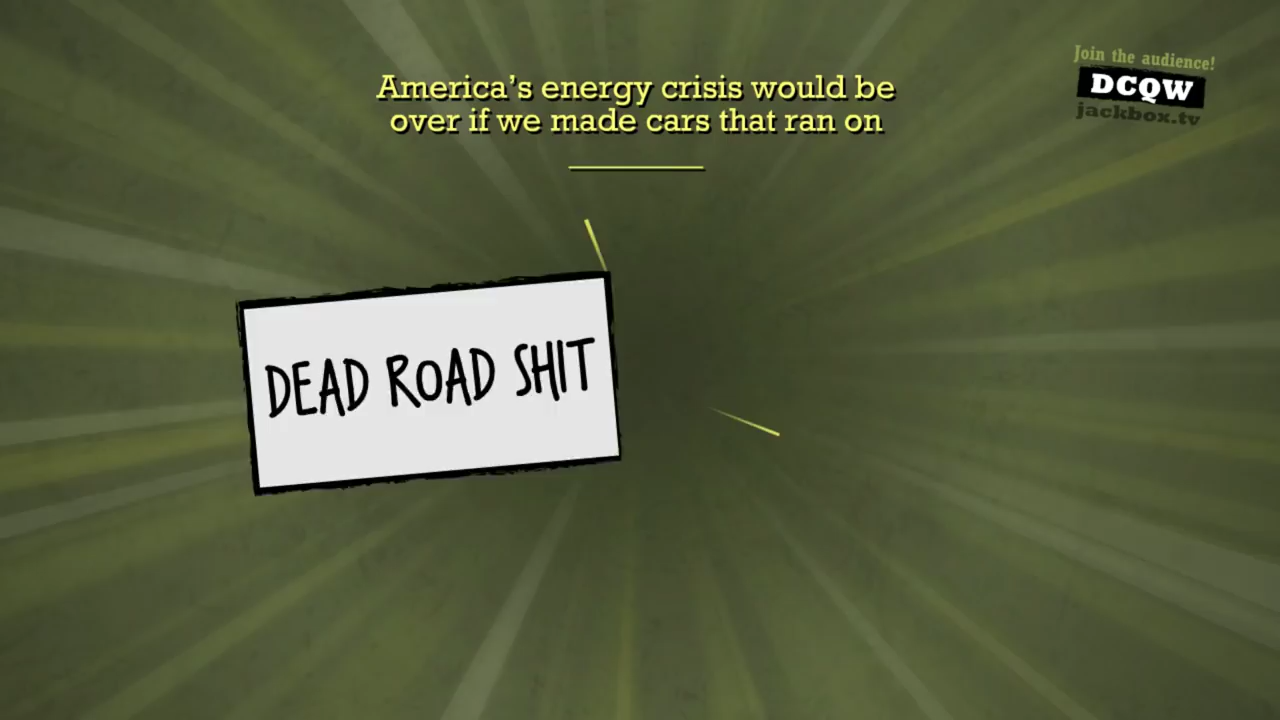 Join the audience!
DCQW
jackbox.tv
America's energy crisis would be
over if we made cars that ran on
DEAD ROAD SHIT